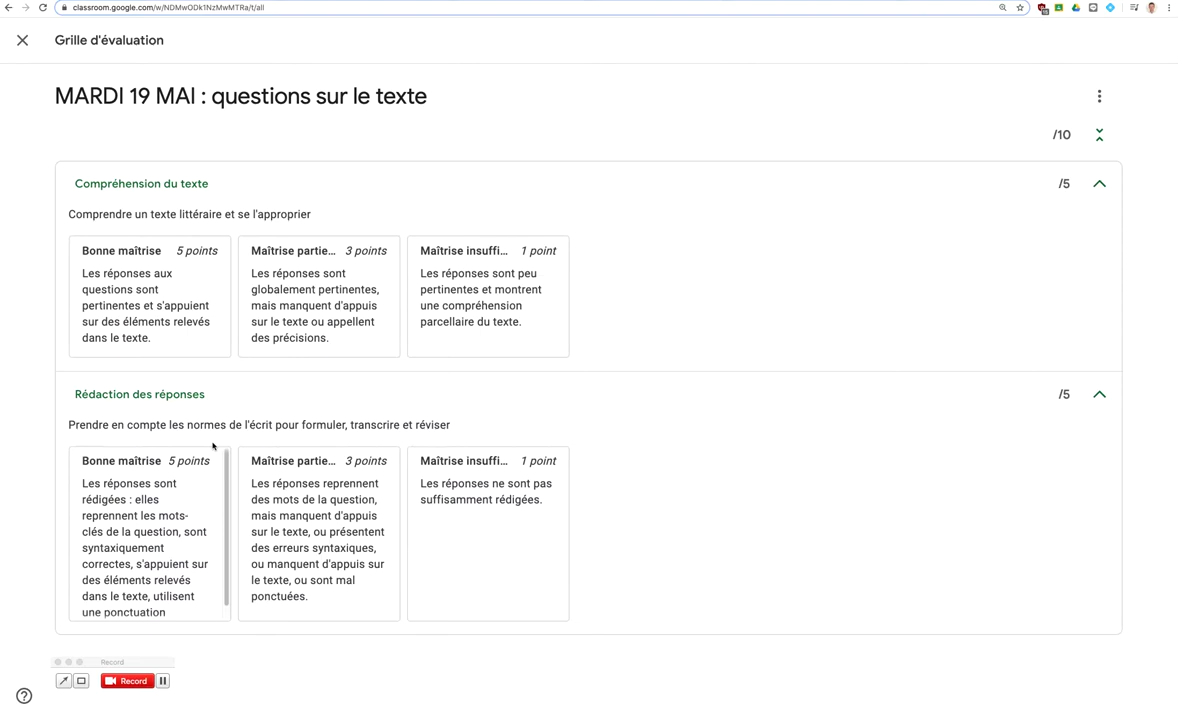 classroom.google.com/w/NDMwODk1NzMwMTRa/t/all
Grille d'évaluation
MARDI 19 MAI : questions sur le texte
/10
Compréhension du texte
/5
Comprendre un texte littéraire et se l'approprier
Bonne maîtrise 5 points
Les réponses aux
questions sont
pertinentes et s'appuient
sur des éléments relevés
dans le texte.
Maîtrise partie... 3 points
Les réponses sont
globalement pertinentes,
mais manquent d'appuis
sur le texte ou appellent
des précisions.
Maîtrise insuffi... 1 point
Les réponses sont peu
pertinentes et montrent
une compréhension
parcellaire du texte.
Rédaction des réponses
/5
Prendre en compte les normes de l'écrit pour formuler, transcrire et réviser
Bonne maîtrise 5 points
Les réponses sont
rédigées : elles
reprennent les mots-
clés de la question, sont
syntaxiquement
correctes, s'appuient sur
des éléments relevés
dans le texte, utilisent
une ponctuation
Maîtrise partie... 3 points
Les réponses reprennent
des mots de la question,
mais manquent d'appuis
sur le texte, ou présentent
des erreurs syntaxiques,
ou manquent d'appuis sur
le texte, ou sont mal
ponctuées.
Maîtrise insuffi... 1 point
Les réponses ne sont pas
suffisamment rédigées.
Record
Record